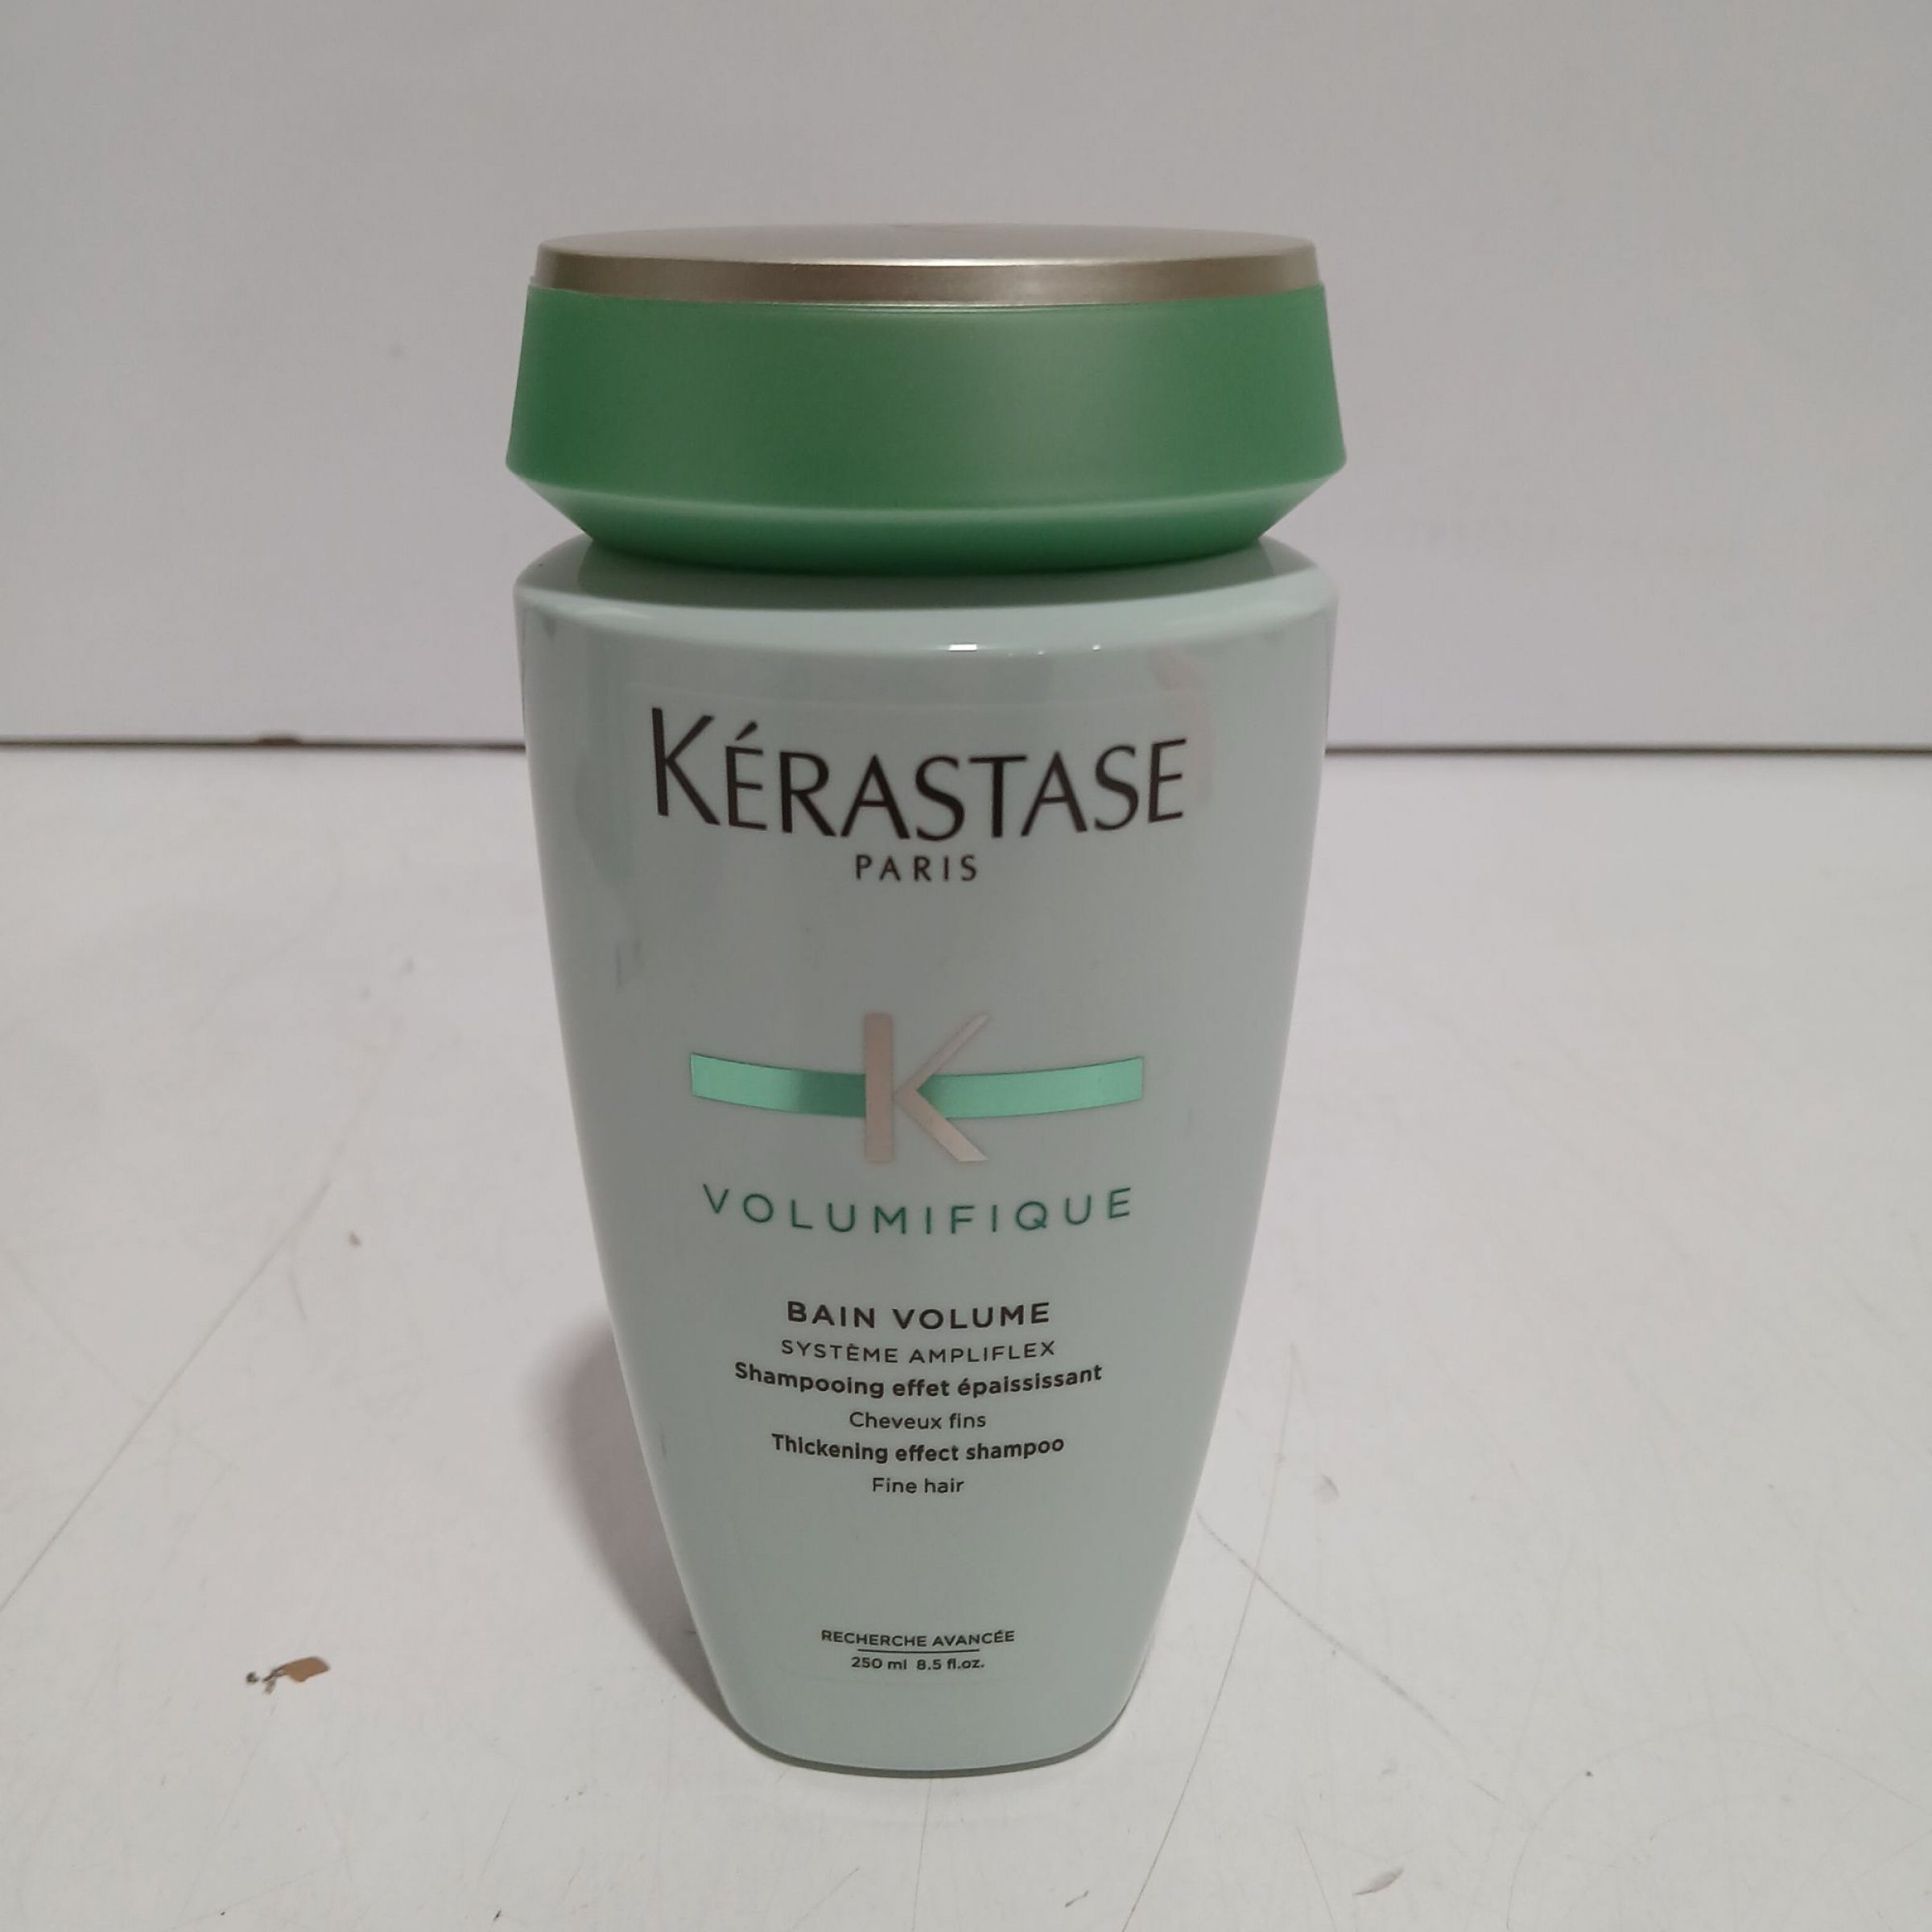 KÉRASTASE
PARIS
K
VOLUMIFIQUE
BAIN VOLUME
SYSTÈME AMPLIFLEX
Shampooing effet épaississant
Cheveux fins
Thickening effect shampoo
Fine hair
RECHERCHE AVANCÉE
250 ml 8.5 fl.oz.